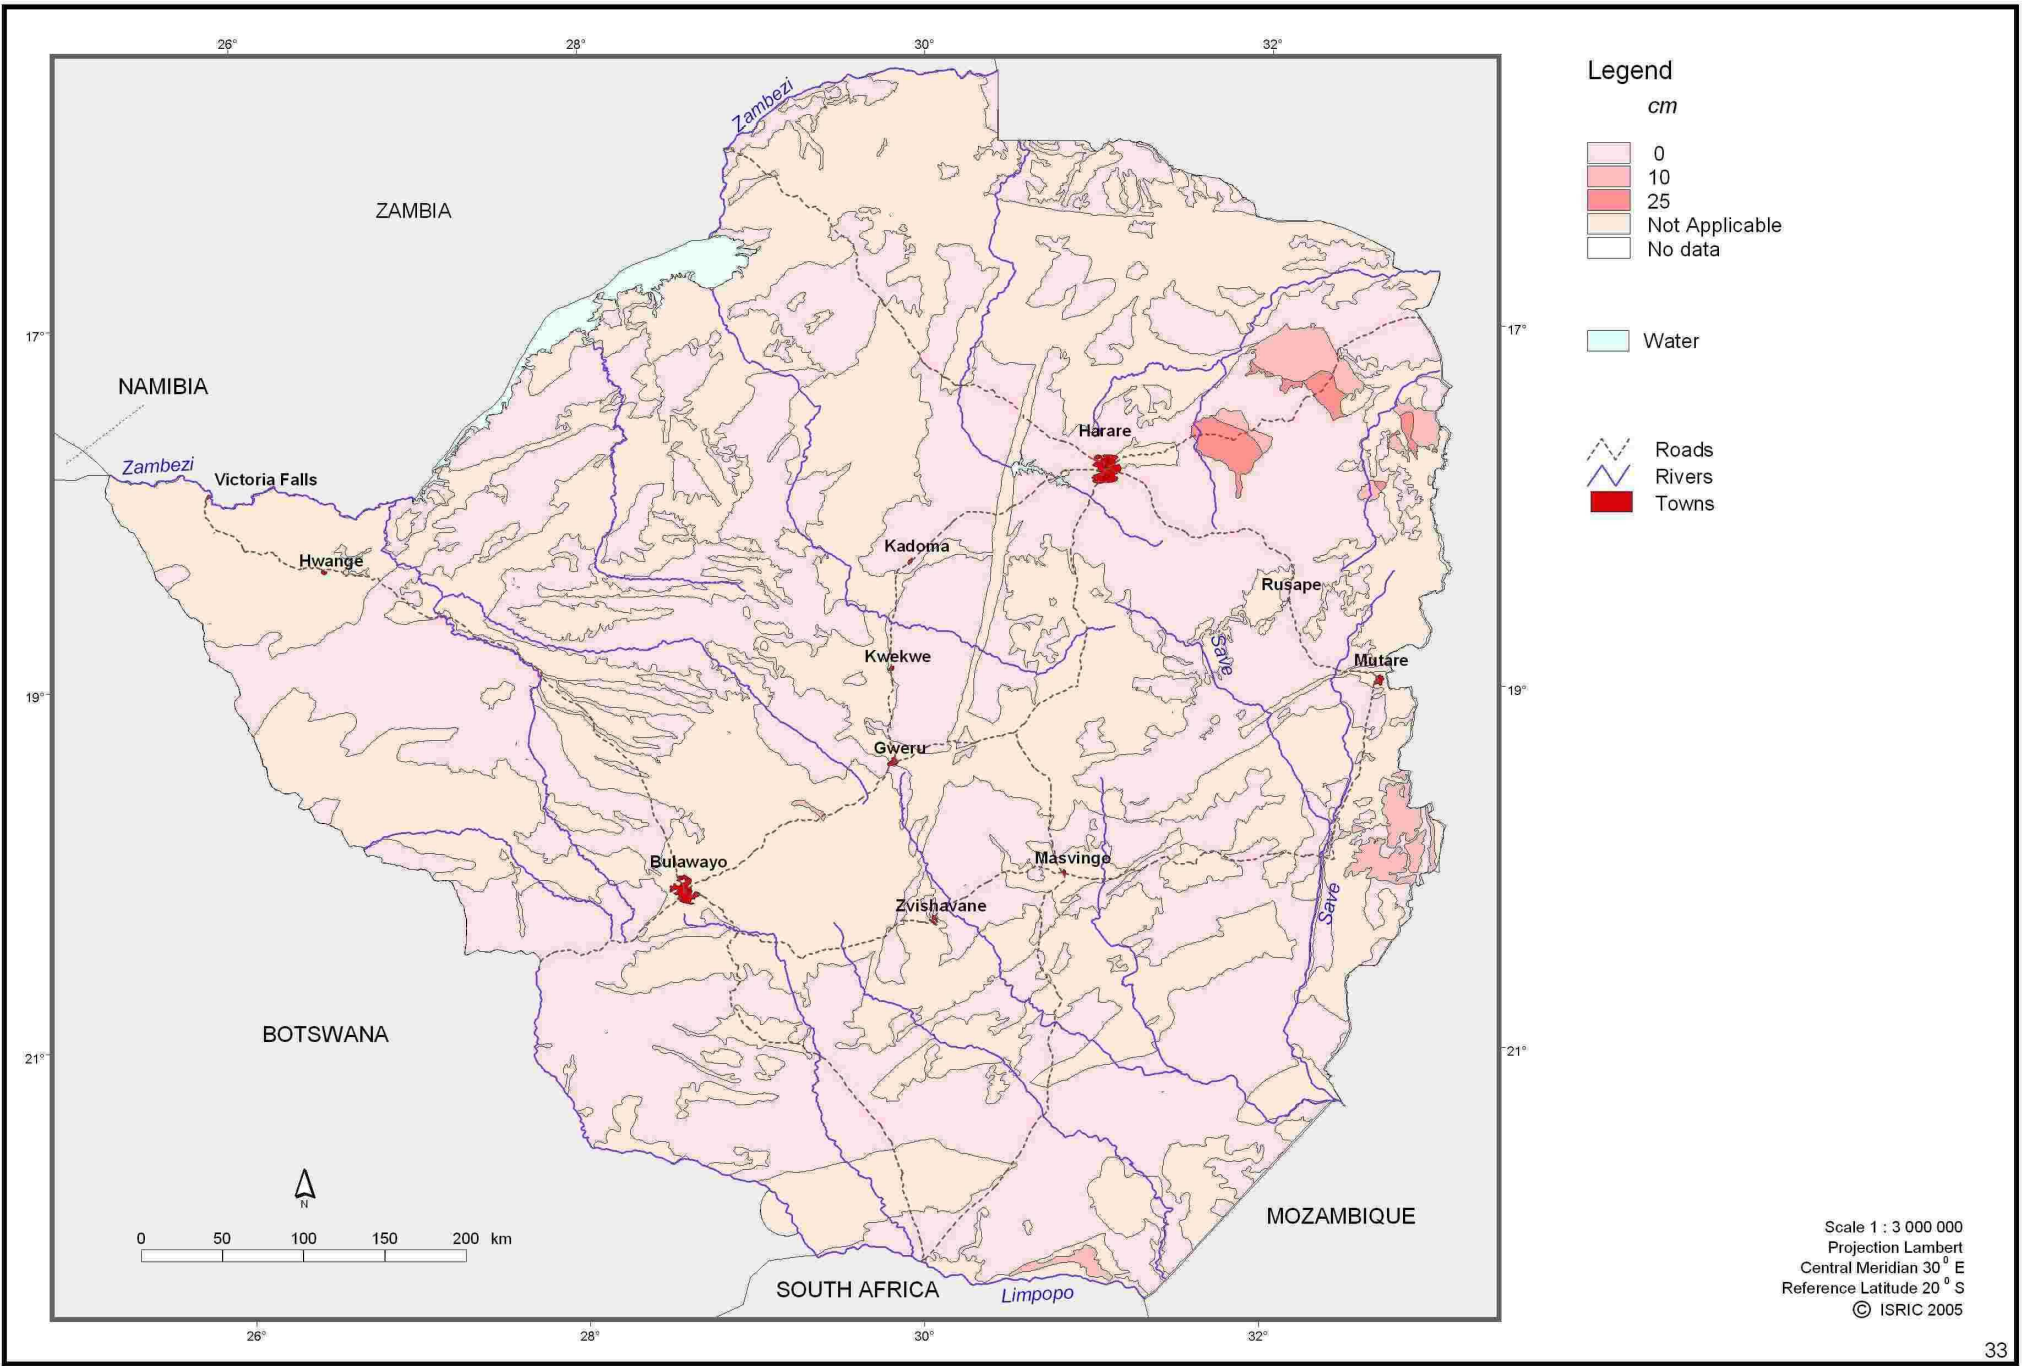 26° 28° 30° 32°
Legend
cm
0
10
25
Not Applicable
No data
Water
Roads
Rivers
Towns
Zambezi
ZAMBIA
17° 17°
NAMIBIA
Harare
Zambezi
Victoria Falls
Kadoma
Hwange
Rusape
Save
Kwekwe
Mutare
19° 19°
Gweru
Bulawayo
Masvingo
Zvishavane
Save
BOTSWANA
21° 21°
N
0 50 100 150 200 km
MOZAMBIQUE
SOUTH AFRICA
Limpopo
26° 28° 30° 32°
Scale 1 : 3 000 000
Projection Lambert
Central Meridian 30° E
Reference Latitude 20° S
© ISRIC 2005
33